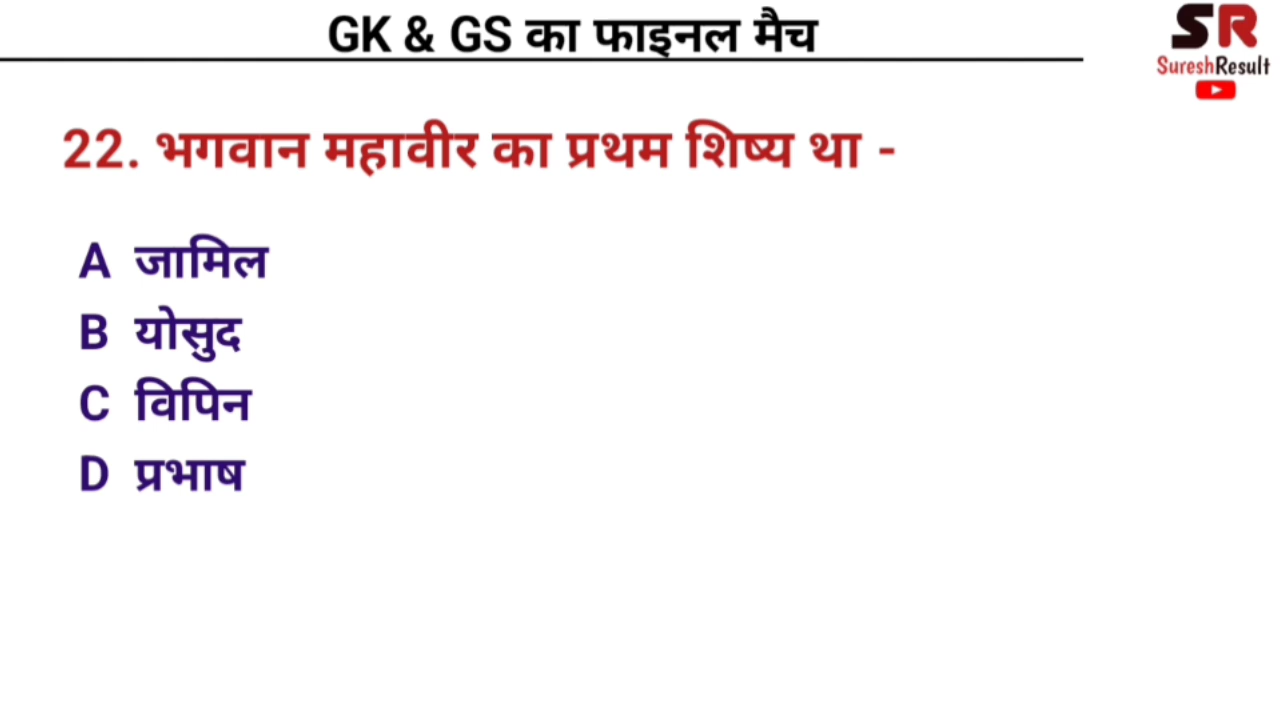 GK & GS का फाइनल मैच
SR
SureshResult
22. भगवान महावीर का प्रथम शिष्य था -
A जामिल
B योसुद
C विपिन
D प्रभाष